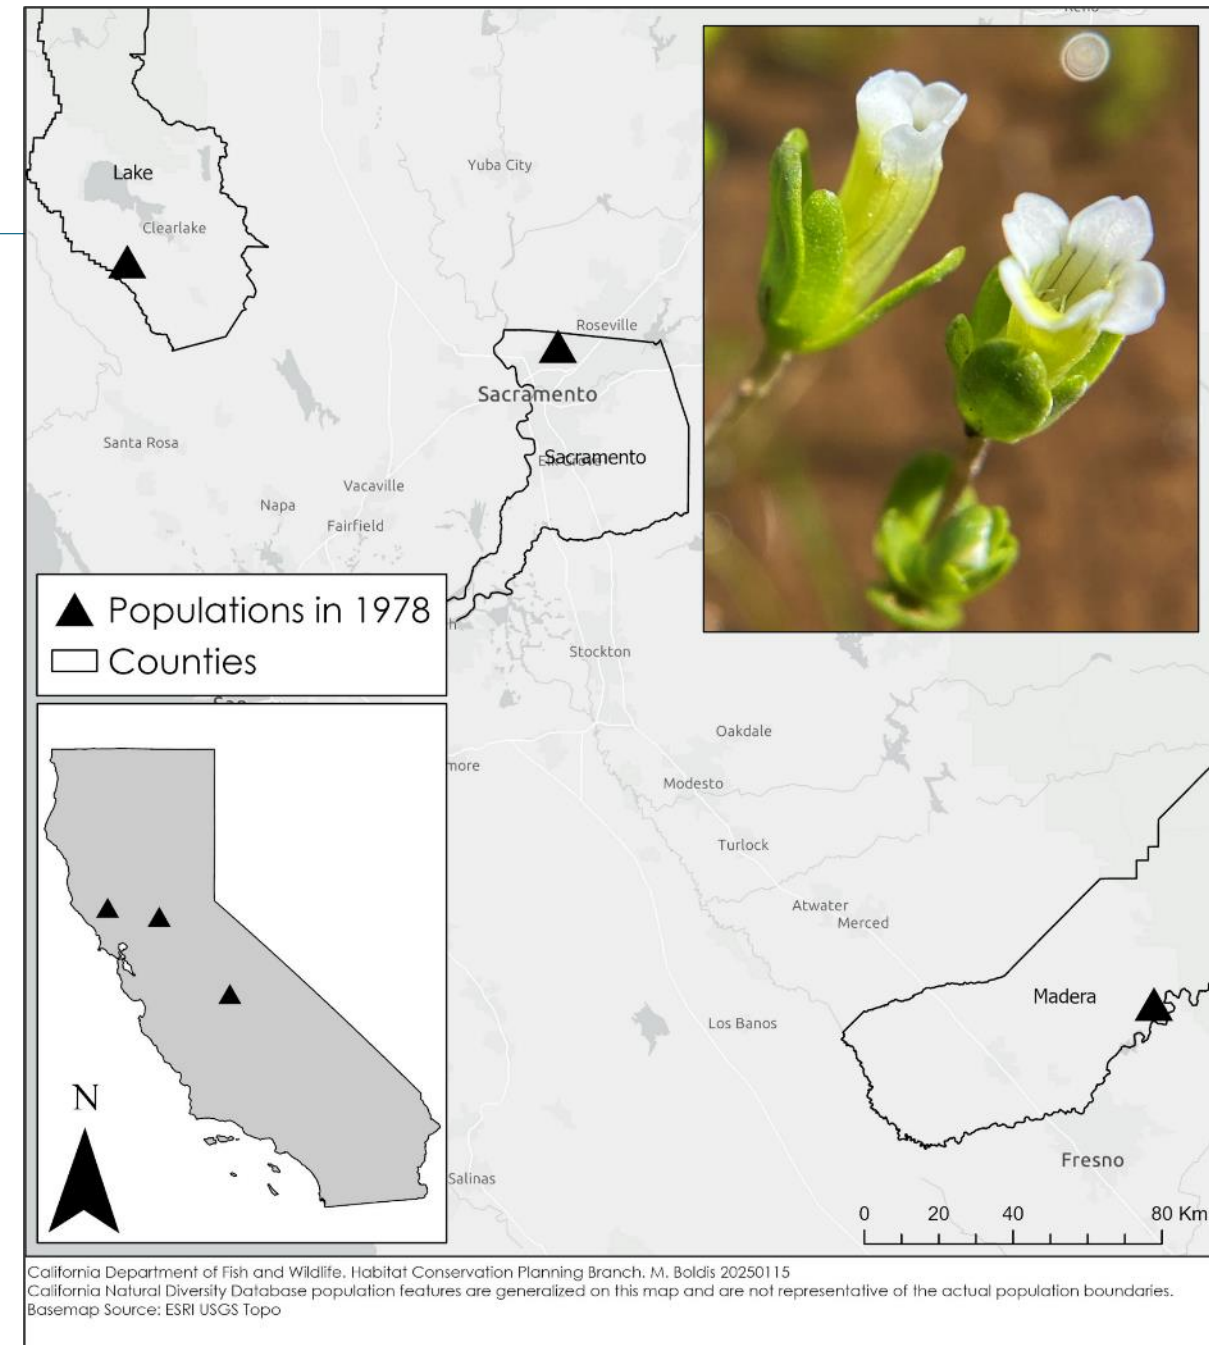 Lake
Yuba City
Clearlake
Roseville
Sacramento
Santa Rosa
Sacramento
Vacaville
Napa
Fairfield
▲ Populations in 1978
Counties
Stockton
Oakdale
more
Modesto
Turlock
Atwater
Merced
Madera
Los Banos
N
Fresno
Salinas
0 20 40 80 Km
California Department of Fish and Wildlife. Habitat Conservation Planning Branch. M. Boldis 20250115
California Natural Diversity Database population features are generalized on this map and are not representative of the actual population boundaries.
Basemap Source: ESRI USGS Topo